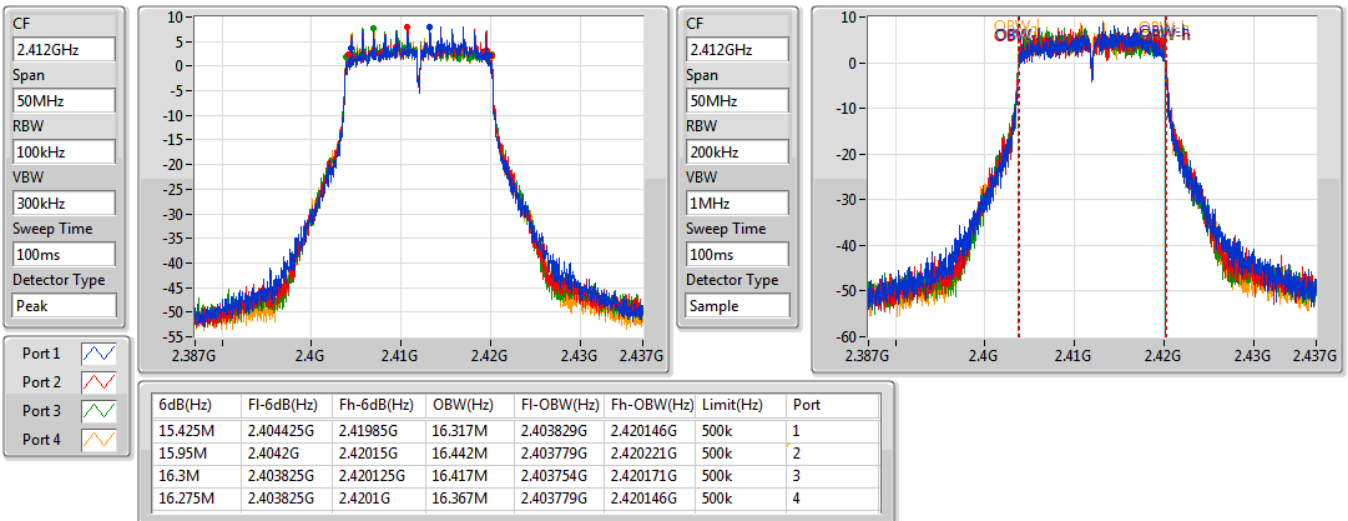 CF
2.412GHz
Span
50MHz
RBW
100kHz
VBW
300kHz
Sweep Time
100ms
Detector Type
Peak
10
5
0
-5
-10
-15
-20
-25
-30
-35
-40
-45
-50
-55
2.387G 2.4G 2.41G 2.42G 2.43G 2.437G
CF
2.412GHz
Span
50MHz
RBW
200kHz
VBW
1MHz
Sweep Time
100ms
Detector Type
Sample
10
0
-10
-20
-30
-40
-50
-60
2.387G 2.4G 2.41G 2.42G 2.43G 2.437G
Port 1
Port 2
Port 3
Port 4
6dB(Hz) Fl-6dB(Hz) Fh-6dB(Hz) OBW(Hz) Fl-OBW(Hz) Fh-OBW(Hz) Limit(Hz) Port
15.425M 2.404425G 2.41985G 16.317M 2.403829G 2.420146G 500k 1
15.95M 2.4042G 2.42015G 16.442M 2.403779G 2.420221G 500k 2
16.3M 2.403825G 2.420125G 16.417M 2.403754G 2.420171G 500k 3
16.275M 2.403825G 2.4201G 16.367M 2.403779G 2.420146G 500k 4